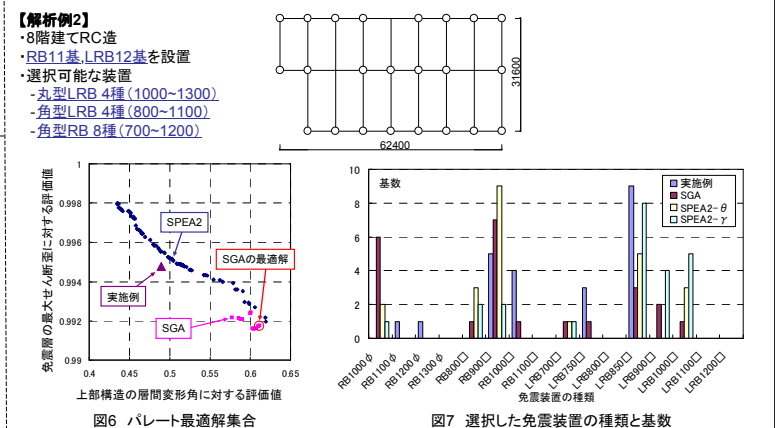 【解析例2】
・8階建てRC造
・RB11基,LRB12基を設置
・選択可能な装置
-丸型LRB 4種(1000~1300)
-角型LRB 4種(800~1100)
-角型RB 8種(700~1200)
31600
62400
免震層の最大せん断歪に対する評価値
1
0.998
0.996
0.994
0.992
0.99
SPEA2
SGAの最適解
実施例
SGA
0.4 0.45 0.5 0.55 0.6 0.65
上部構造の層間変形角に対する評価値
図6 パレート最適解集合
基数
10
8
6
4
2
0
実施例
SGA
SPEA2-θ
SPEA2-γ
RB1000φ
RB1100φ
RB1200φ
RB1300φ
RB800□
RB900□
RB1000□
RB1100□
LRB700□
LRB750□
LRB800□
LRB850□
LRB900□
LRB1000□
LRB1100□
LRB1200□
免震装置の種類
図7 選択した免震装置の種類と基数